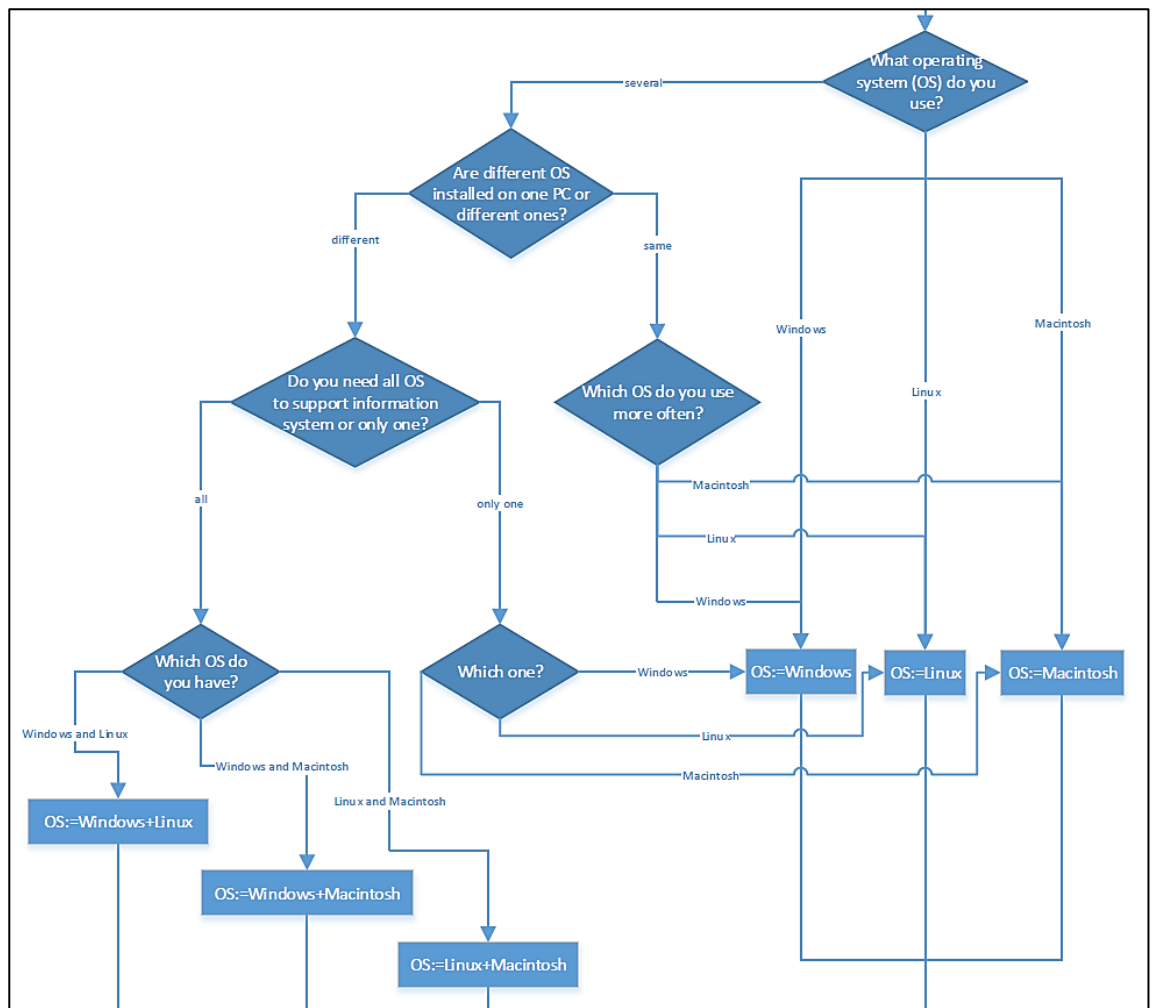 What operating
system (OS) do you
use?
several
Are different OS
installed on one PC or
different ones?
different
same
Windows
Macintosh
Linux
Do you need all OS
to support information
system or only one?
Which OS do you use
more often?
all
only one
Macintosh
Linux
Windows
Which OS do
you have?
Which one?
Windows
OS:=Windows
OS:=Linux
OS:=Macintosh
Windows and Linux
Linux
Windows and Macintosh
Macintosh
Linux and Macintosh
OS:=Windows+Linux
OS:=Windows+Macintosh
OS:=Linux+Macintosh